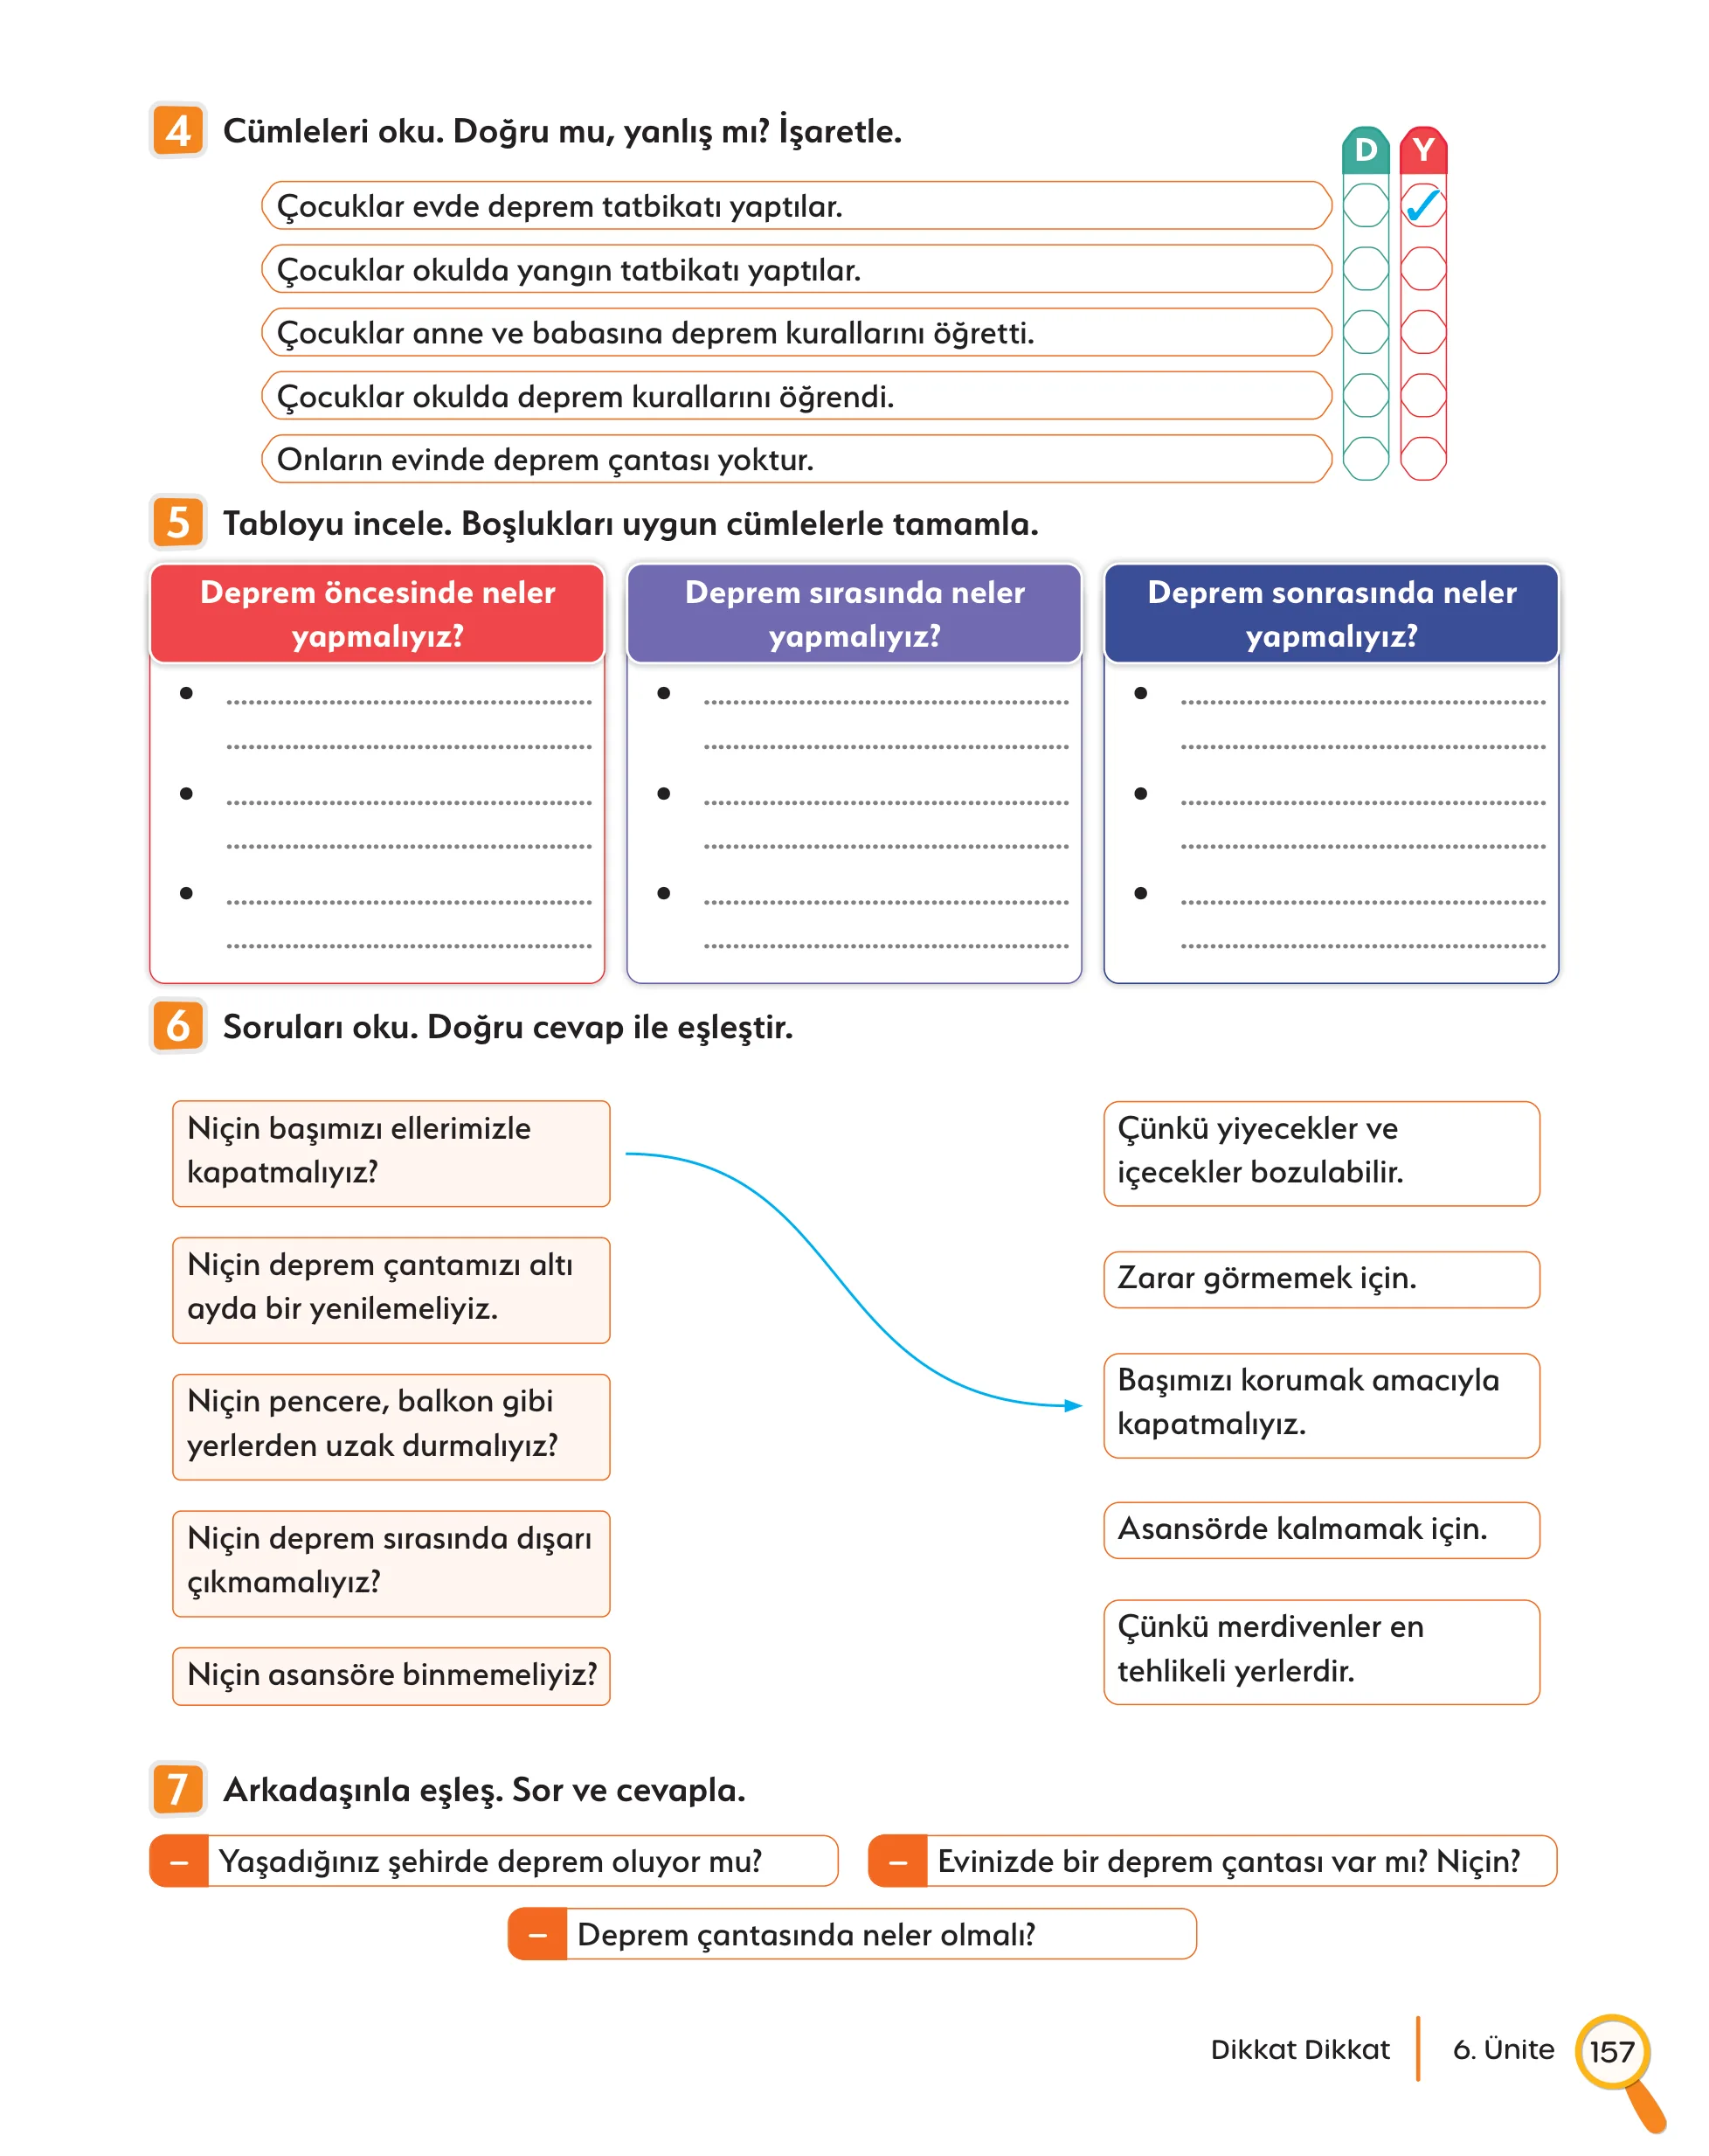 4 Cümleleri oku. Doğru mu, yanlış mı? İşaretle.
D Y
Çocuklar evde deprem tatbikatı yaptılar.
Çocuklar okulda yangın tatbikatı yaptılar.
Çocuklar anne ve babasına deprem kurallarını öğretti.
Çocuklar okulda deprem kurallarını öğrendi.
Onların evinde deprem çantası yoktur.
5 Tabloyu incele. Boşlukları uygun cümlelerle tamamla.
Deprem öncesinde neler
yapmalıyız?
Deprem sırasında neler
yapmalıyız?
Deprem sonrasında neler
yapmalıyız?
6 Soruları oku. Doğru cevap ile eşleştir.
Niçin başımızı ellerimizle
kapatmalıyız?
Niçin deprem çantamızı altı
ayda bir yenilemeliyiz.
Niçin pencere, balkon gibi
yerlerden uzak durmalıyız?
Niçin deprem sırasında dışarı
çıkmamalıyız?
Niçin asansöre binmemeliyiz?
Çünkü yiyecekler ve
içecekler bozulabilir.
Zarar görmemek için.
Başımızı korumak amacıyla
kapatmalıyız.
Asansörde kalmamak için.
Çünkü merdivenler en
tehlikeli yerlerdir.
7 Arkadaşınla eşleş. Sor ve cevapla.
– Yaşadığınız şehirde deprem oluyor mu?
– Evinizde bir deprem çantası var mı? Niçin?
– Deprem çantasında neler olmalı?
Dikkat Dikkat 6. Ünite 157